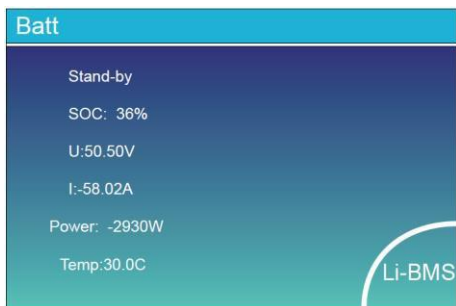 Batt
Stand-by
SOC: 36%
U:50.50V
I:-58.02A
Power: -2930W
Temp:30.0C
Li-BMS